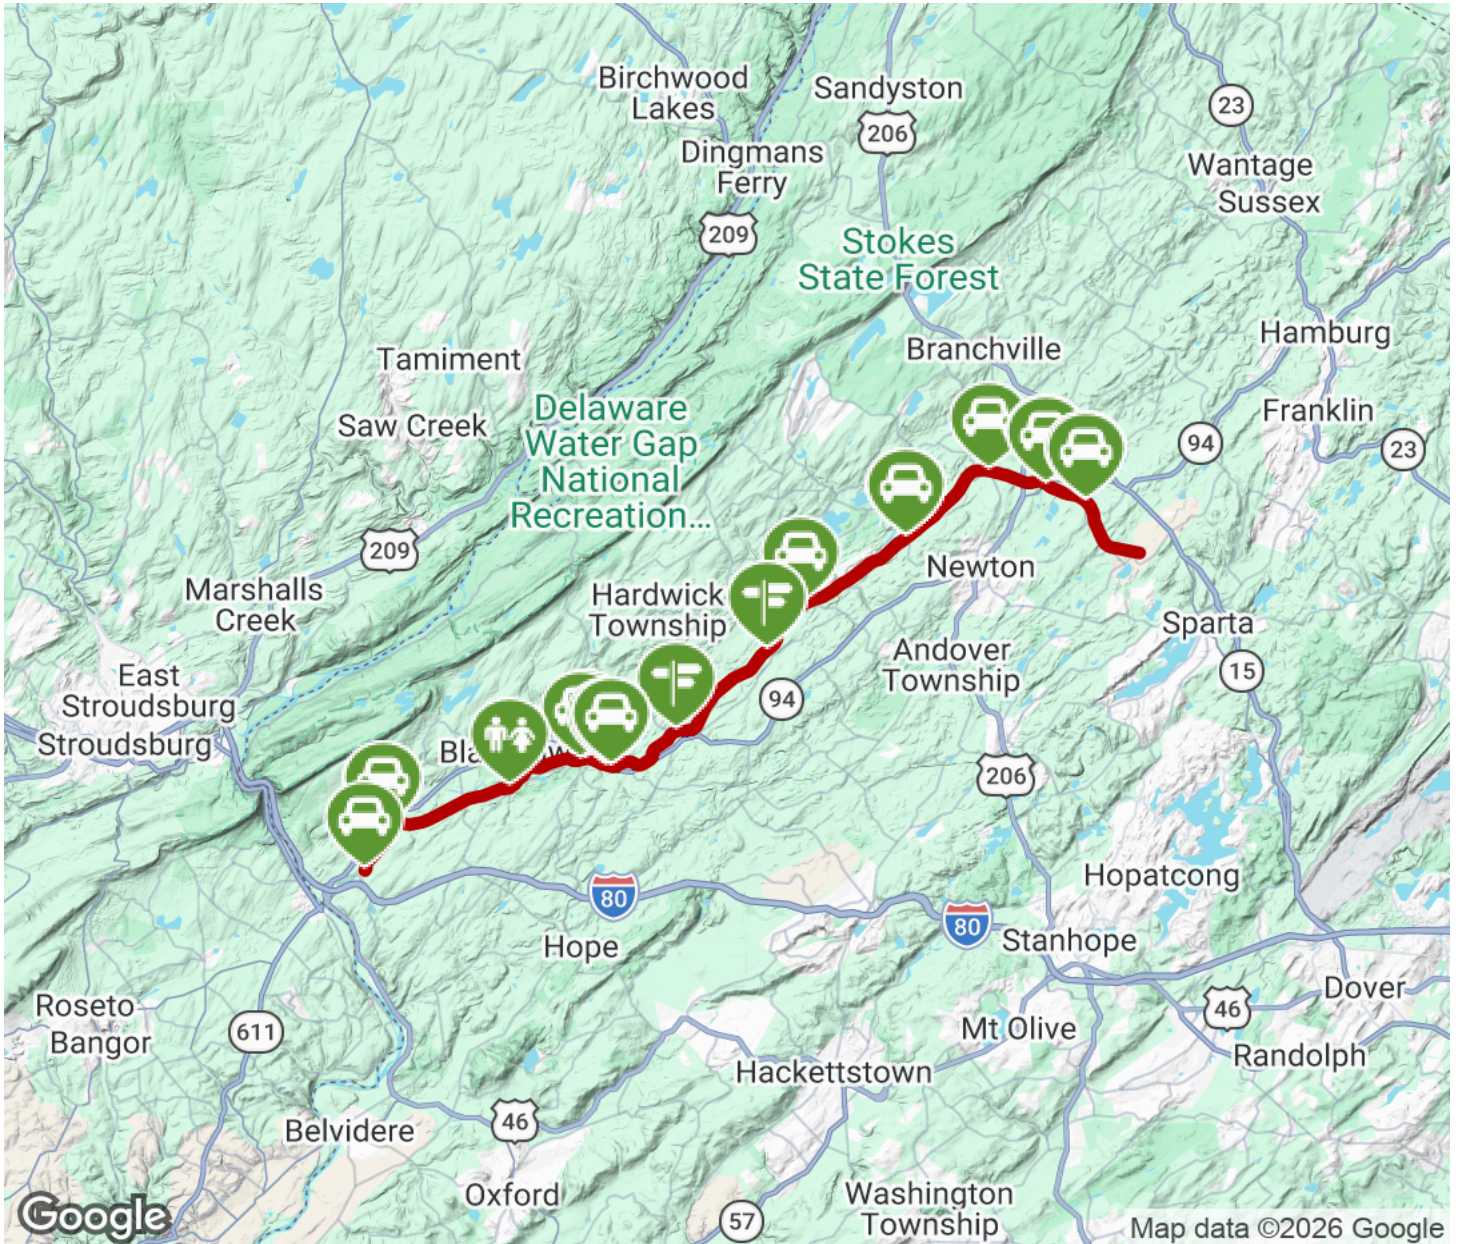 Birchwood
Lakes
Sandyston
206
23
Dingmans
Ferry
Wantage
Sussex
209
Stokes
State Forest
Branchville
Hamburg
Tamiment
Franklin
Saw Creek
Delaware
Water Gap
National
Recreation...
94
23
209
Newton
Marshalls
Creek
Hardwick
Township
Sparta
Andover
Township
15
East
Stroudsburg
Stroudsburg
94
206
Hopatcong
80
80
Stanhope
Hope
Dover
Roseto
Bangor
611
46
Mt Olive
Randolph
Hackettstown
46
Belvidere
Oxford
Washington
Township
57
Google
Map data ©2026 Google